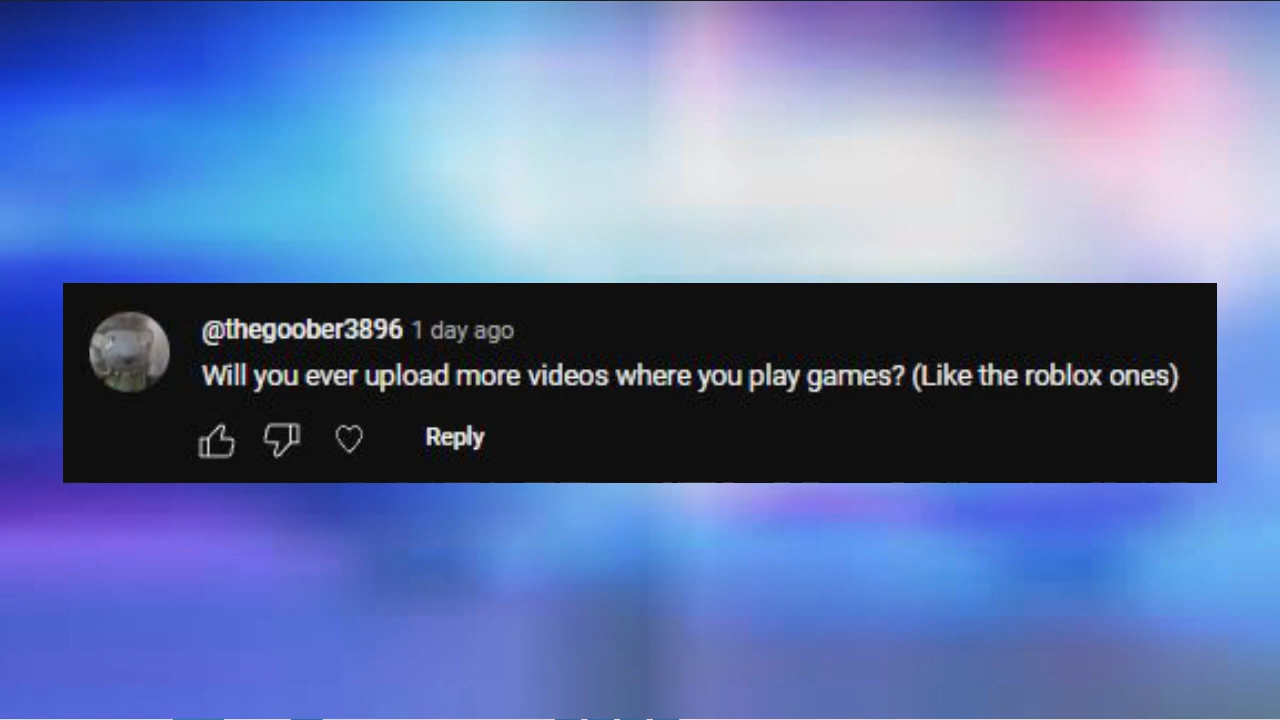 @thegoober3896 1 day ago
Will you ever upload more videos where you play games? (Like the roblox ones)
Reply